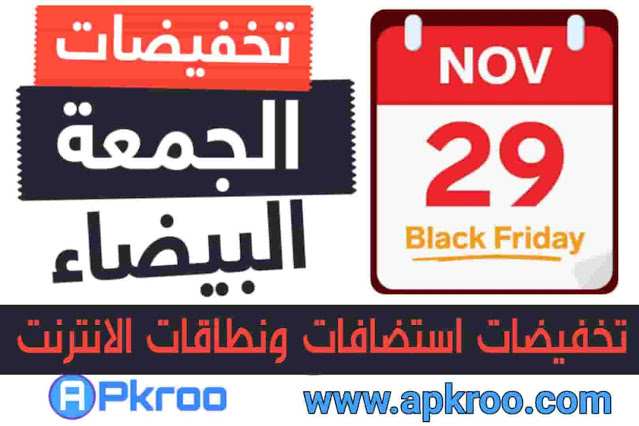 تخفيضات
الجمعة
البيضاء
NOV
29
Black Friday
تخفيضات استضافات ونطاقات الانترنت
APkroo
www.apkroo.com